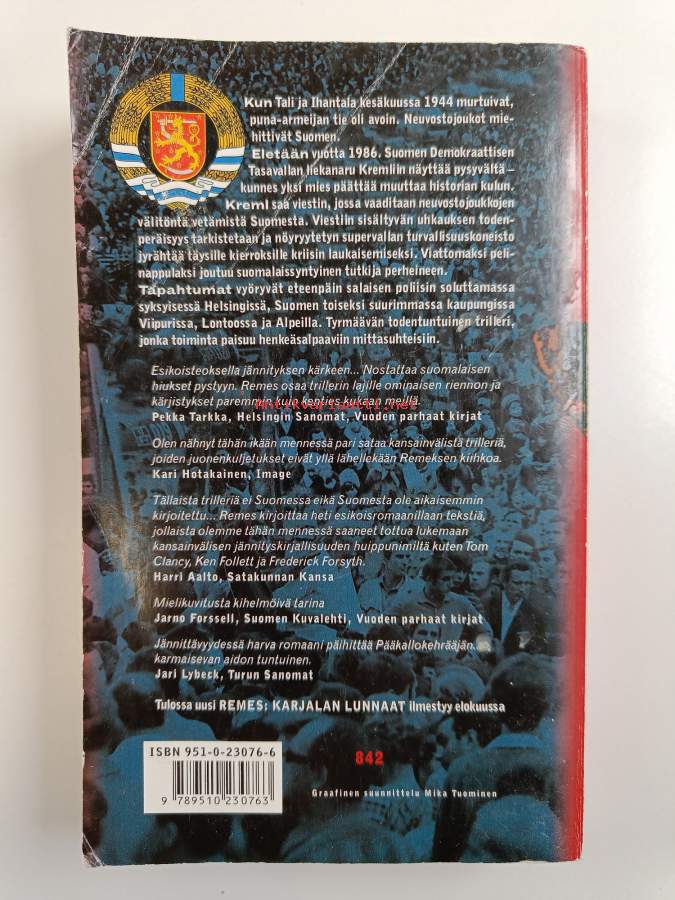 Kun Tali ja Ihantala kesäkuussa 1944 murtuivat,
puna-armeijan tie oli avoin. Neuvostojoukot mie-
hittivät Suomen.
Eletään vuotta 1986. Suomen Demokraattisen
Tasavallan liekanaru Kremliin näyttää pysyvältä –
kunnes yksi mies päättää muuttaa historian kulun.
Kreml saa viestin, jossa vaaditaan neuvostojoukkojen
välitöntä vetämistä Suomesta. Viestiin sisältyvän uhkauksen toden-
peräisyys tarkistetaan ja nöyryytetyn supervallan turvallisuuskoneisto
jyrähtää täysille kierroksille kriisin laukaisemiseksi. Viattomaksi peli-
nappulaksi joutuu suomalaissyntyinen tutkija perheineen.
Tapahtumat vyöryvät eteenpäin salaisen poliisin soluttamassa
syksyisessä Helsingissä, Suomen toiseksi suurimmassa kaupungissa
Viipurissa, Lontoossa ja Alpeilla. Tyrmäävän todentuntuinen trilleri,
jonka toiminta paisuu henkeäsalpaaviin mittasuhteisiin.
Esikoisteoksella jännityksen kärkeen... Nostattaa suomalaisen
hiukset pystyyn. Remes osaa trillerin lajille ominaisen riennon ja
kärjistykset paremmin kuin kenties kukaan meillä.
Antikvariaatti.net
Pekka Tarkka, Helsingin Sanomat, Vuoden parhaat kirjat
Olen nähnyt tähän ikään mennessä pari sataa kansainvälistä trilleriä,
joiden juonenkuljetukset eivät yllä lähellekään Remeksen kiihkoa.
Kari Hotakainen, Image
Tällaista trilleriä ei Suomessa eikä Suomesta ole aikaisemmin
kirjoitettu... Remes kirjoittaa heti esikoisromaanillaan tekstiä,
jollaista olemme tähän mennessä saaneet tottua lukemaan
kansainvälisen jännityskirjallisuuden huippunimiltä kuten Tom
Clancy, Ken Follett ja Frederick Forsyth.
Harri Aalto, Satakunnan Kansa
Mielikuvitusta kihelmöivä tarina
Jarno Forssell, Suomen Kuvalehti, Vuoden parhaat kirjat
Jännittävyydessä harva romaani päihittää Pääkallokehrääjän...
karmaisevan aidon tuntuinen.
Jari Lybeck, Turun Sanomat
Tulossa uusi REMES: KARJALAN LUNNAAT ilmestyy elokuussa
ISBN 951-0-23076-6
9 789510 230763
842
Graafinen suunnittelu Mika Tuominen